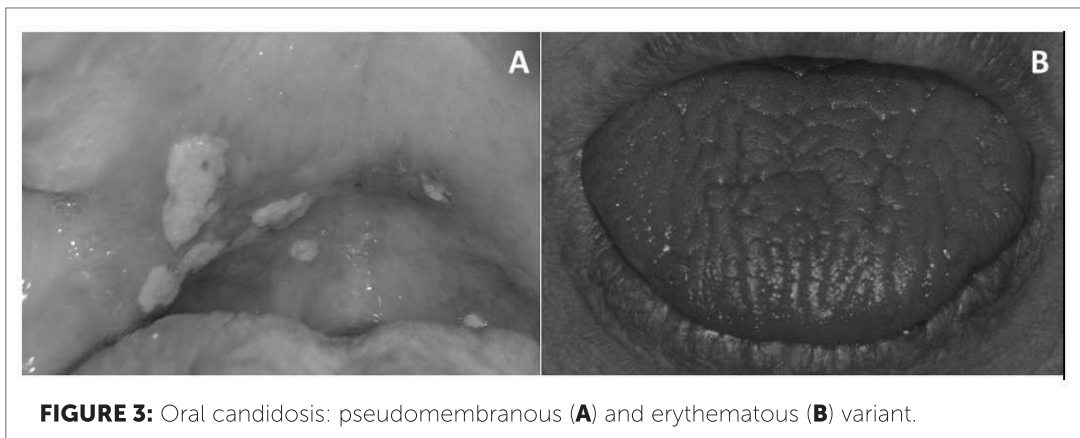 A
B
FIGURE 3: Oral candidosis: pseudomembranous (A) and erythematous (B) variant.